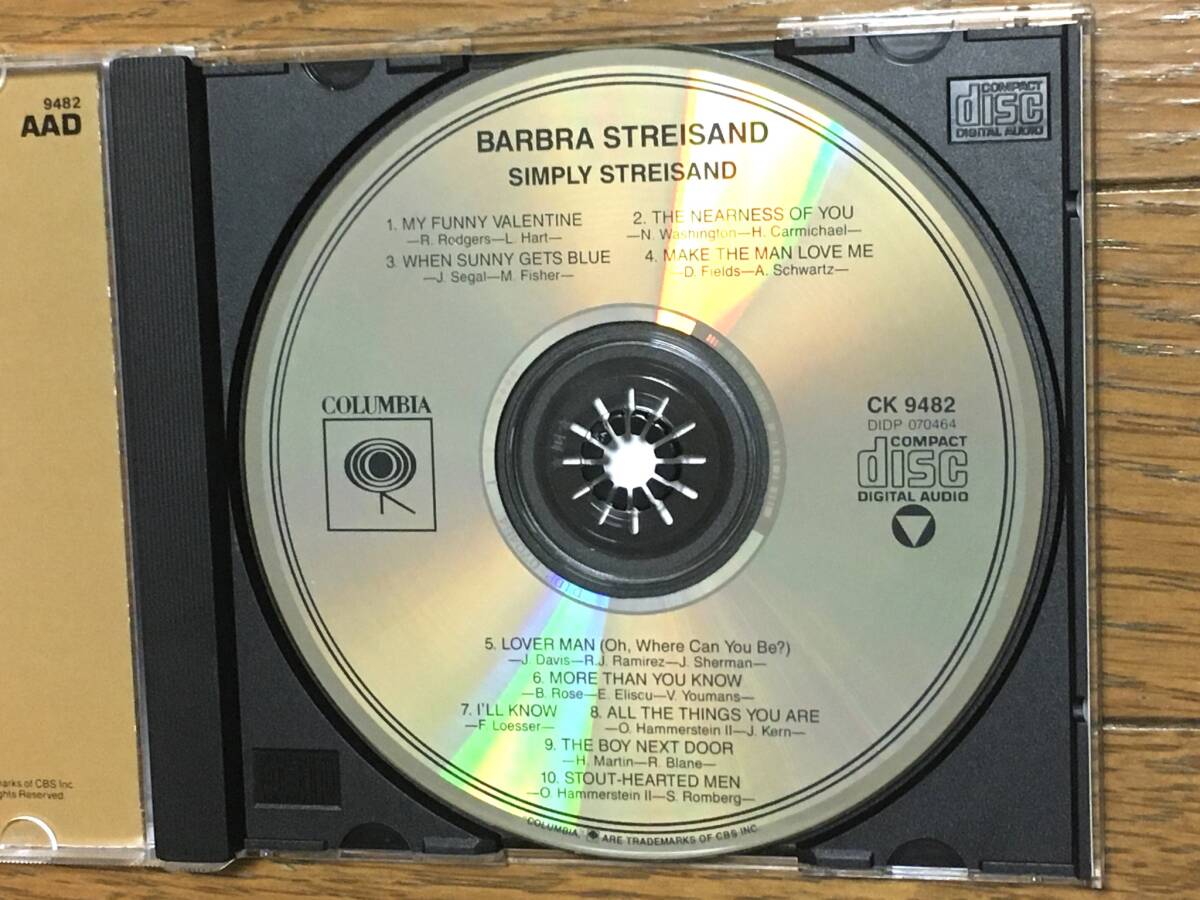 9482
AAD
arks of CBS Inc
ghts Reserved
COMPACT
disc
DIGITAL AUDIO
BARBRA STREISAND
SIMPLY STREISAND
1. MY FUNNY VALENTINE
—R. Rodgers—L. Hart—
2. THE NEARNESS OF YOU
—N. Washington—H. Carmichael—
3. WHEN SUNNY GETS BLUE
—J. Segal—M. Fisher—
4. MAKE THE MAN LOVE ME
—D. Fields—A. Schwartz—
COLUMBIA
CK 9482
DIDP 070464
COMPACT
disc
DIGITAL AUDIO
5. LOVER MAN (Oh, Where Can You Be?)
—J. Davis—R.J. Ramirez—J. Sherman—
6. MORE THAN YOU KNOW
—B. Rose—E. Eliscu—V. Youmans—
7. I'LL KNOW
—F. Loesser—
8. ALL THE THINGS YOU ARE
—O. Hammerstein II—J. Kern—
9. THE BOY NEXT DOOR
—H. Martin—R. Blane—
10. STOUT-HEARTED MEN
—O. Hammerstein II—S. Romberg—
COLUMBIA, ARE TRADEMARKS OF CBS INC.